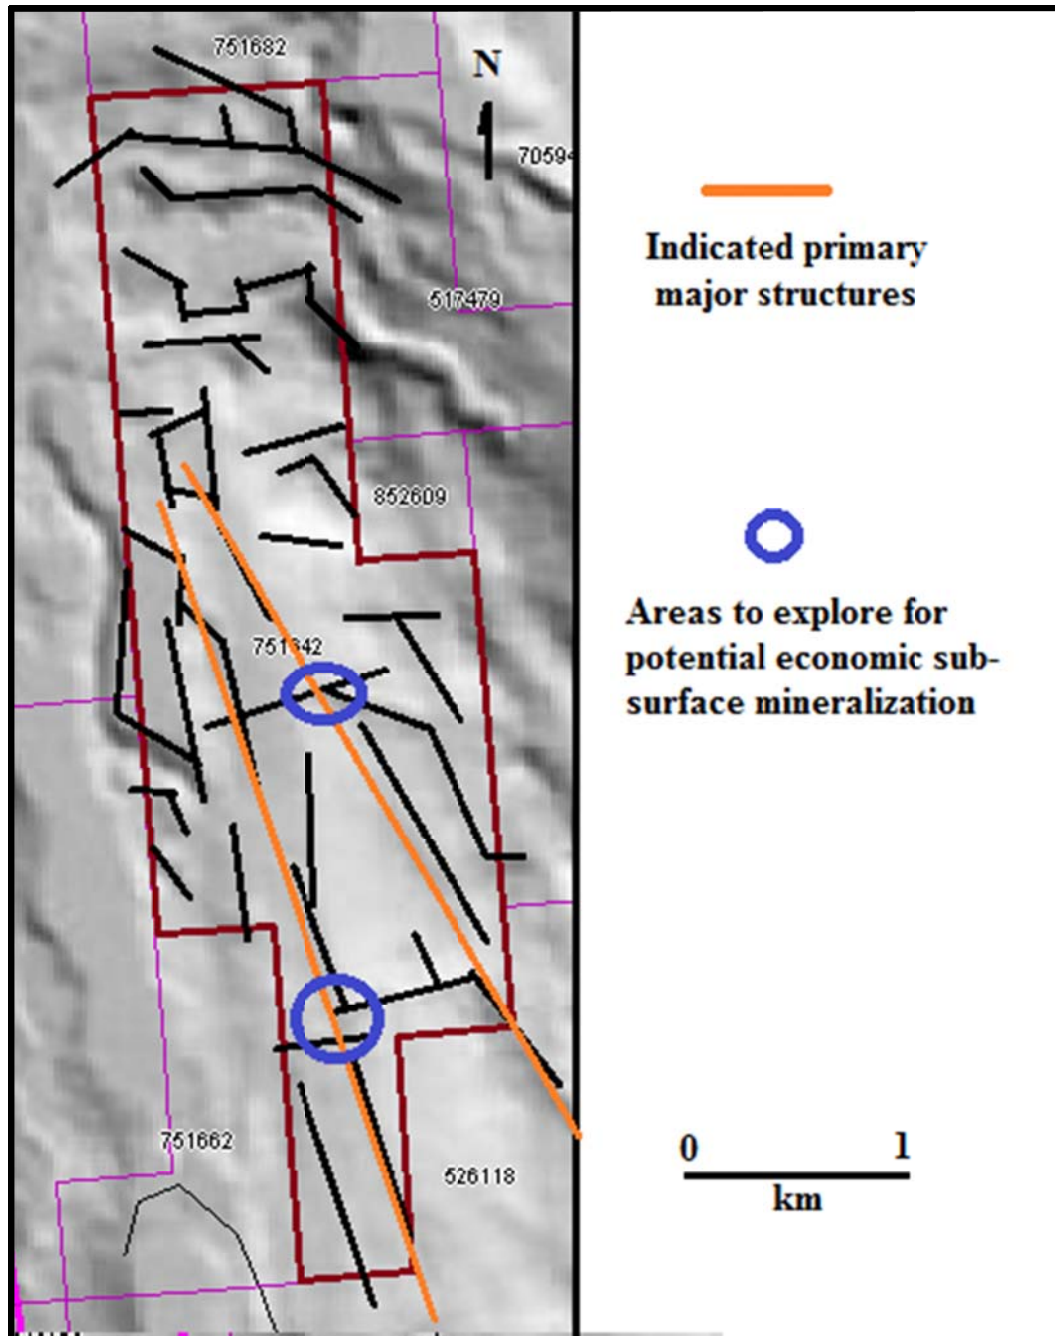 751682
N
70594
517479
852609
751342
751662
526118
Indicated primary
major structures
Areas to explore for
potential economic sub-
surface mineralization
0 1
km